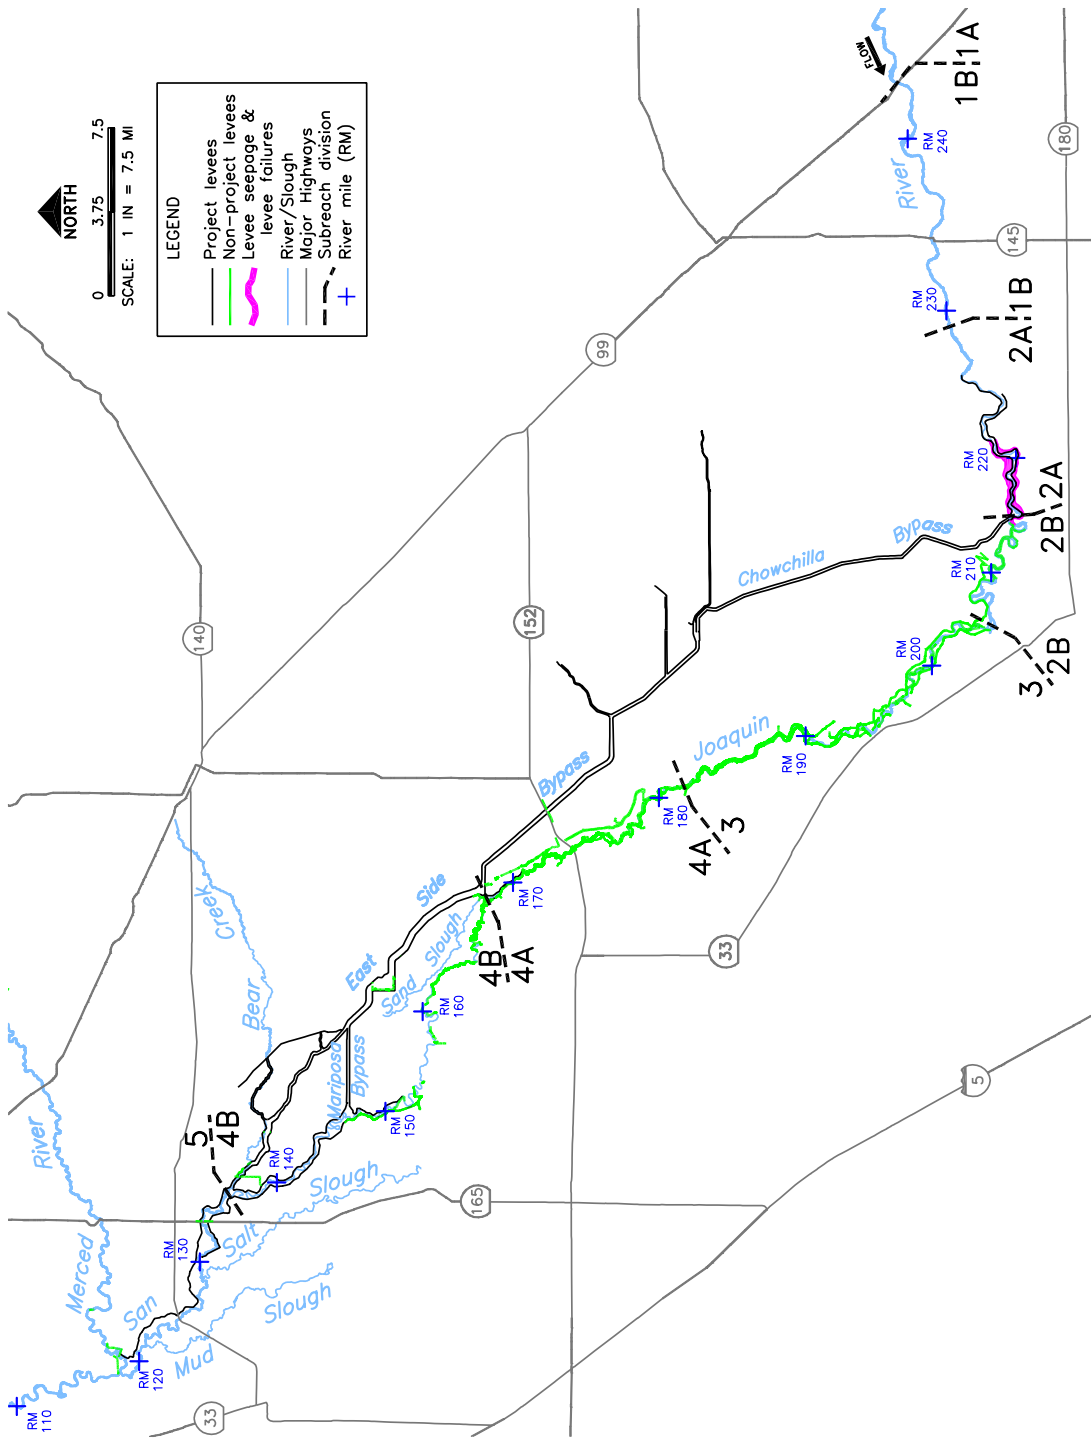 NORTH
0 3.75 7.5
SCALE: 1 IN = 7.5 MI
LEGEND
Project levees
Non-project levees
Levee seepage &
levee failures
River/Slough
Major Highways
Subreach division
River mile (RM)
FLOW
1A
1B
RM
240
River
180
145
RM
230
1B
2A
99
RM
220
2A
2B
Bypass
Chowchilla
RM
210
2B
3
RM
200
140
152
Joaquin
RM
190
Bypass
RM
180
3
4A
Side
RM
170
33
4A
4B
East
Slough
Sand
RM
160
Creek
Bear
Mariposa
Bypass
RM
150
5
4B
5
RM
140
Slough
165
River
Salt
RM
130
Merced
San
Slough
Mud
RM
120
33
RM
110